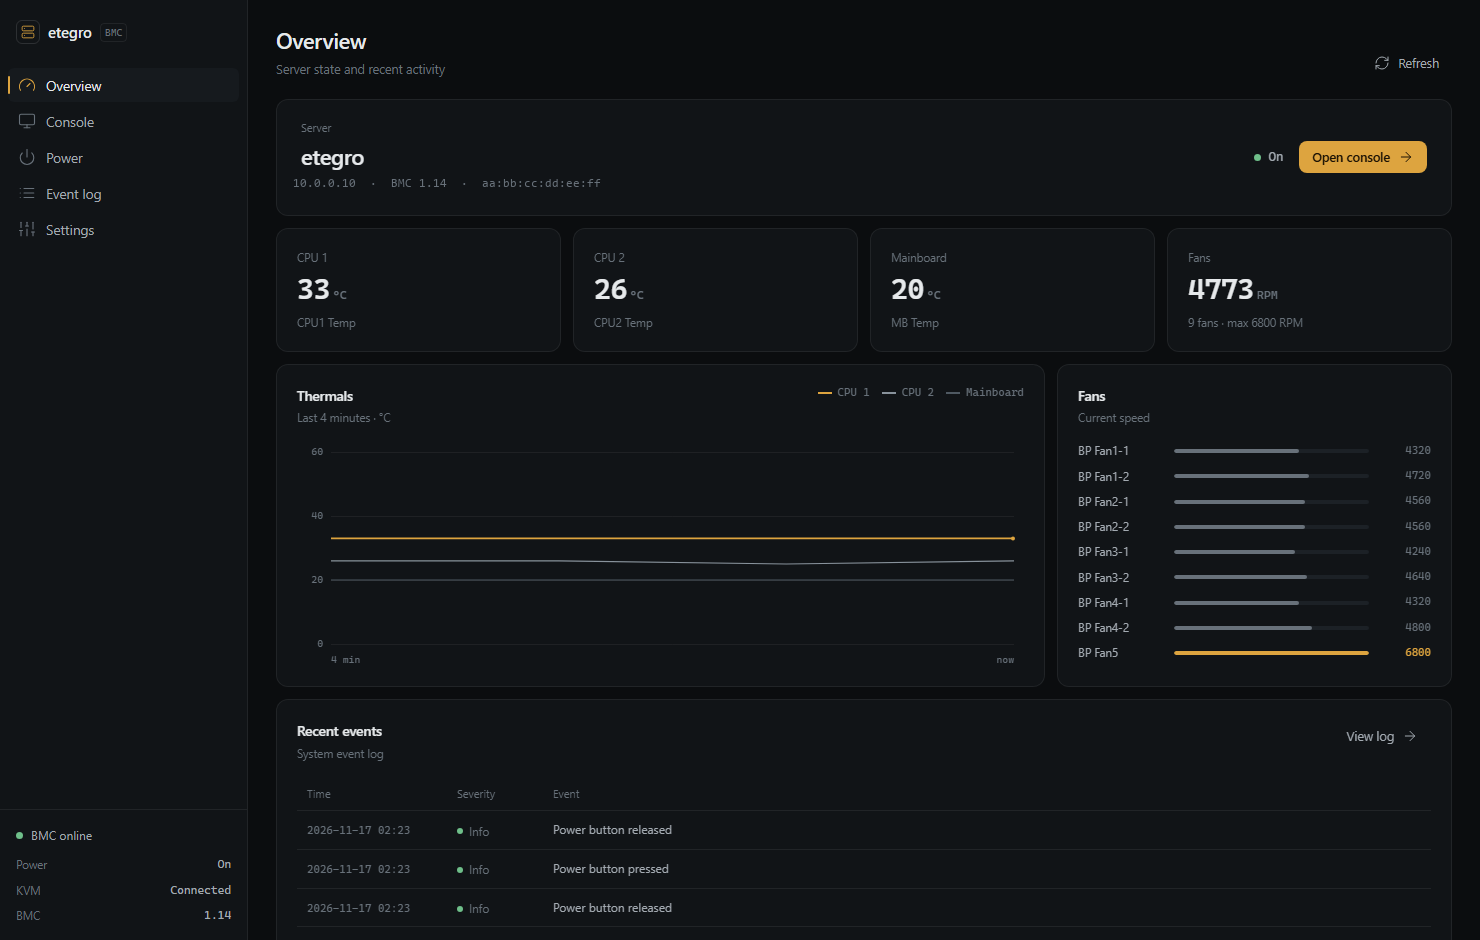 etegro BMC
Overview
Console
Power
Event log
Settings
BMC online
Power On
KVM Connected
BMC 1.14
Overview
Server state and recent activity
Refresh
Server
etegro
10.0.0.10 · BMC 1.14 · aa:bb:cc:dd:ee:ff
On
Open console
CPU 1
33 °C
CPU1 Temp
CPU 2
26 °C
CPU2 Temp
Mainboard
20 °C
MB Temp
Fans
4773 RPM
9 fans · max 6800 RPM
Thermals
Last 4 minutes · °C
CPU 1 CPU 2 Mainboard
60
40
20
0
4 min now
Fans
Current speed
BP Fan1-1 4320
BP Fan1-2 4720
BP Fan2-1 4560
BP Fan2-2 4560
BP Fan3-1 4240
BP Fan3-2 4640
BP Fan4-1 4320
BP Fan4-2 4800
BP Fan5 6800
Recent events
System event log
View log
Time Severity Event
2026-11-17 02:23 Info Power button released
2026-11-17 02:23 Info Power button pressed
2026-11-17 02:23 Info Power button released